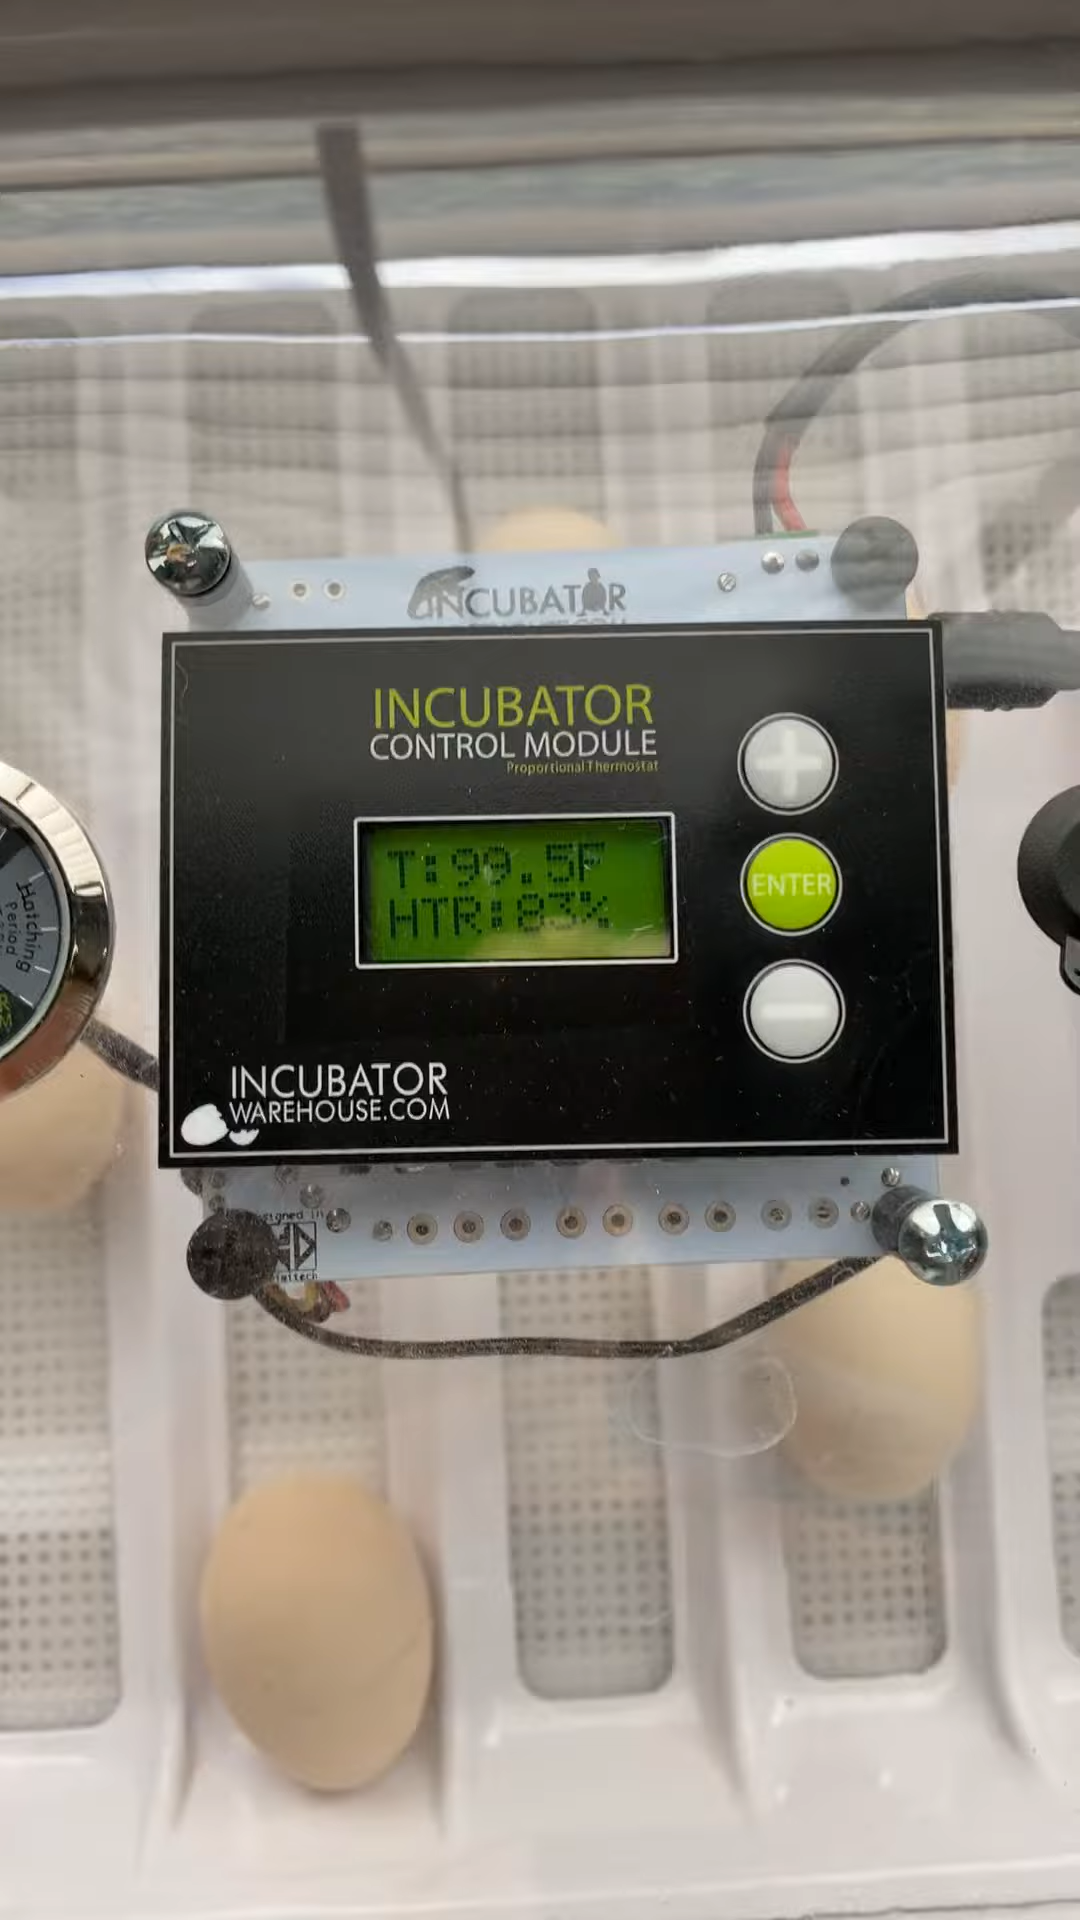 INCUBATOR
INCUBATOR
CONTROL MODULE
Proportional Thermostat
T:99.5F
HTR:83%
ENTER
Hatching
Period
INCUBATOR
WAREHOUSE.COM